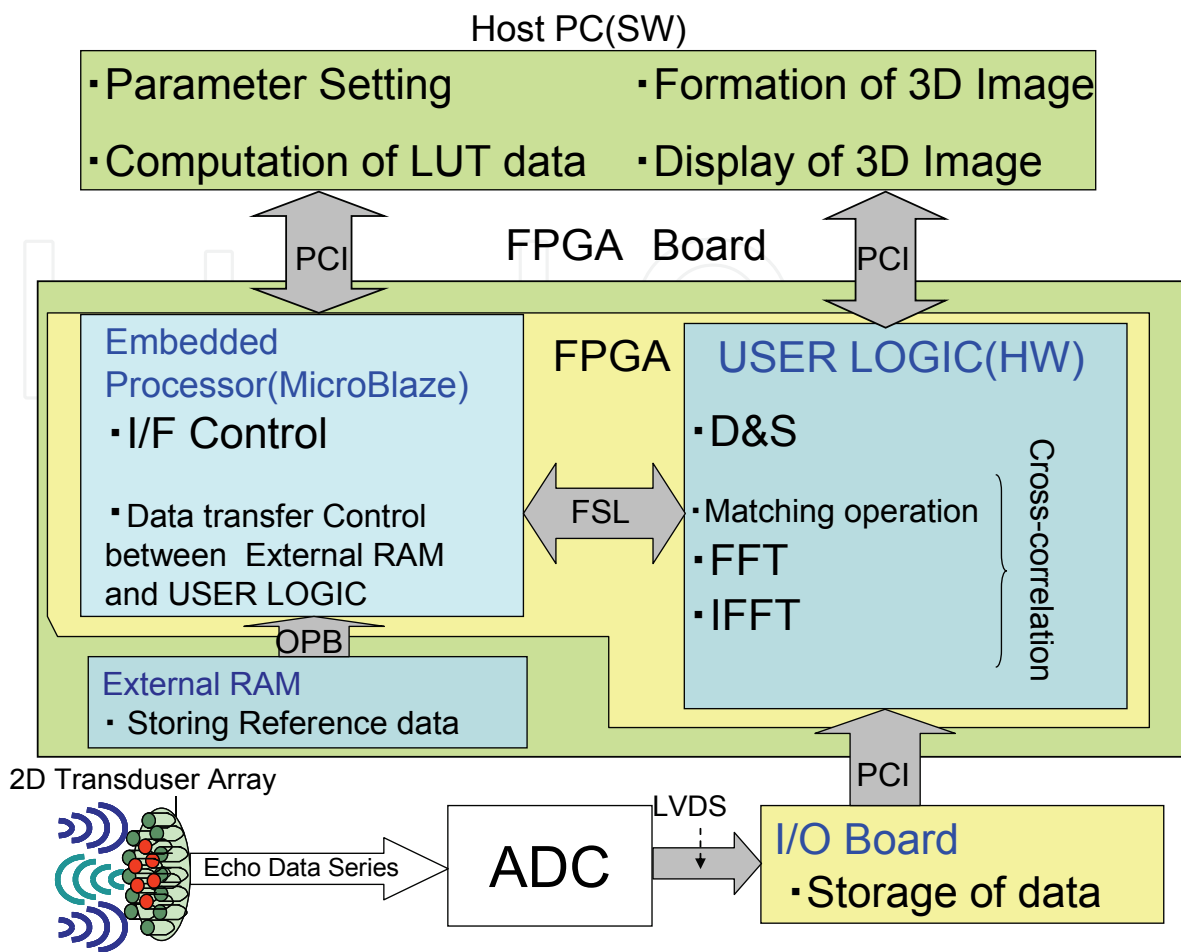 Host PC(SW)
▪Parameter Setting
▪Formation of 3D Image
▪Computation of LUT data
▪Display of 3D Image
PCI
FPGA Board
PCI
Embedded
Processor(MicroBlaze)
▪I/F Control
▪Data transfer Control
between External RAM
and USER LOGIC
FPGA
USER LOGIC(HW)
▪D&S
▪Matching operation
▪FFT
▪IFFT
Cross-correlation
FSL
OPB
External RAM
▪ Storing Reference data
2D Transduser Array
Echo Data Series
ADC
LVDS
PCI
I/O Board
▪Storage of data